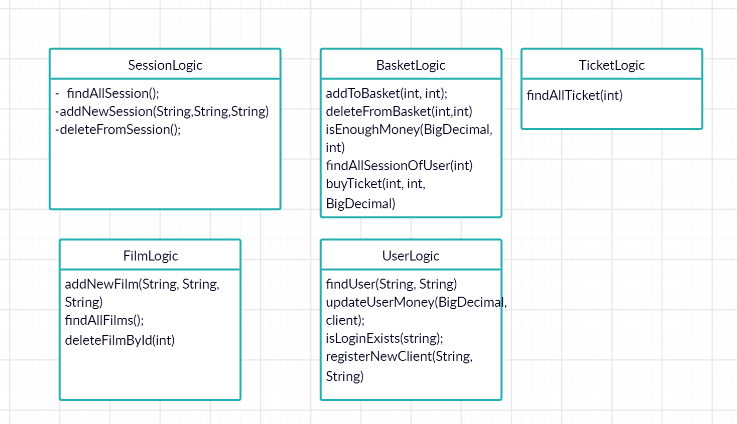 SessionLogic
- findAllSession();
-addNewSession(String,String,String)
-deleteFromSession();
BasketLogic
addToBasket(int, int);
deleteFromBasket(int,int)
isEnoughMoney(BigDecimal,
int)
findAllSessionOfUser(int)
buyTicket(int, int,
BigDecimal)
TicketLogic
findAllTicket(int)
FilmLogic
addNewFilm(String, String,
String)
findAllFilms();
deleteFilmById(int)
UserLogic
findUser(String, String)
updateUserMoney(BigDecimal,
client);
isLoginExists(string);
registerNewClient(String,
String)